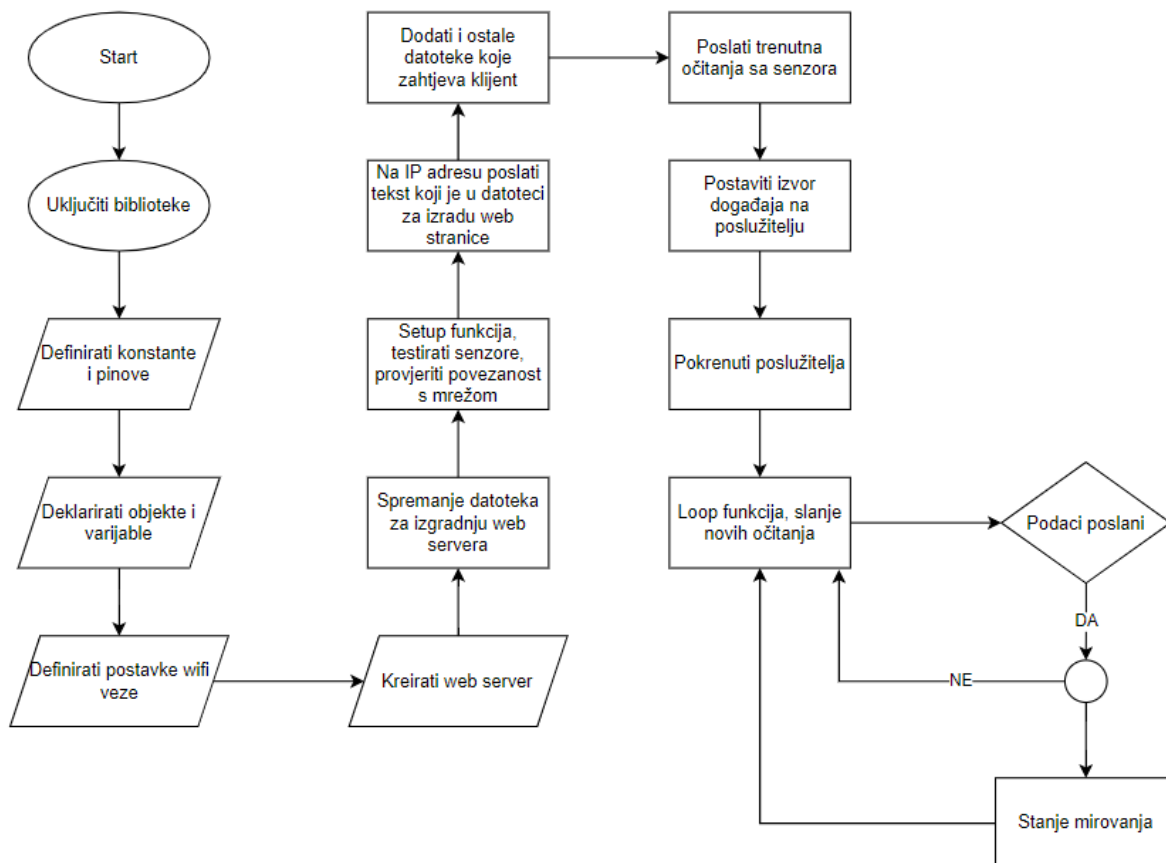 Start
Uključiti biblioteke
Definirati konstante
i pinove
Deklarirati objekte i
varijable
Definirati postavke wifi
veze
Kreirati web server
Spremanje datoteka
za izgradnju web
servera
Setup funkcija,
testirati senzore,
provjeriti povezanost
s mrežom
Na IP adresu poslati
tekst koji je u datoteci
za izradu web
stranice
Dodati i ostale
datoteke koje
zahtjeva klijent
Poslati trenutna
očitanja sa senzora
Postaviti izvor
događaja na
poslužitelju
Pokrenuti poslužitelja
Loop funkcija, slanje
novih očitanja
Podaci poslani
DA
NE
Stanje mirovanja